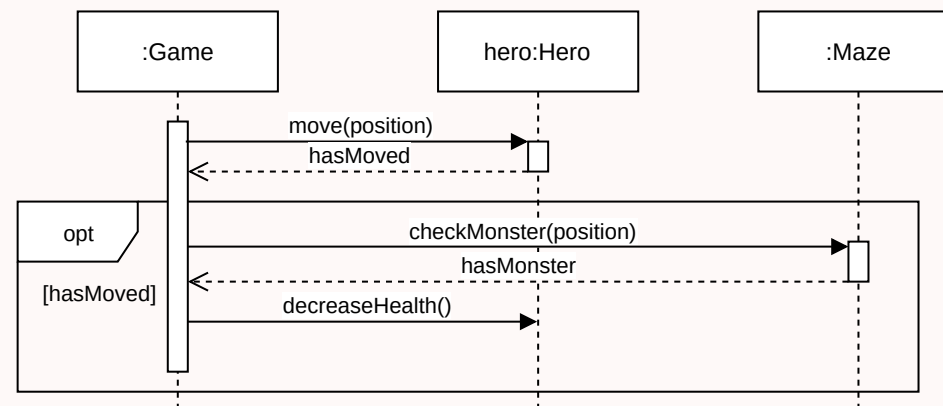 :Game
hero:Hero
:Maze
move(position)
hasMoved
opt
checkMonster(position)
hasMonster
[hasMoved]
decreaseHealth()